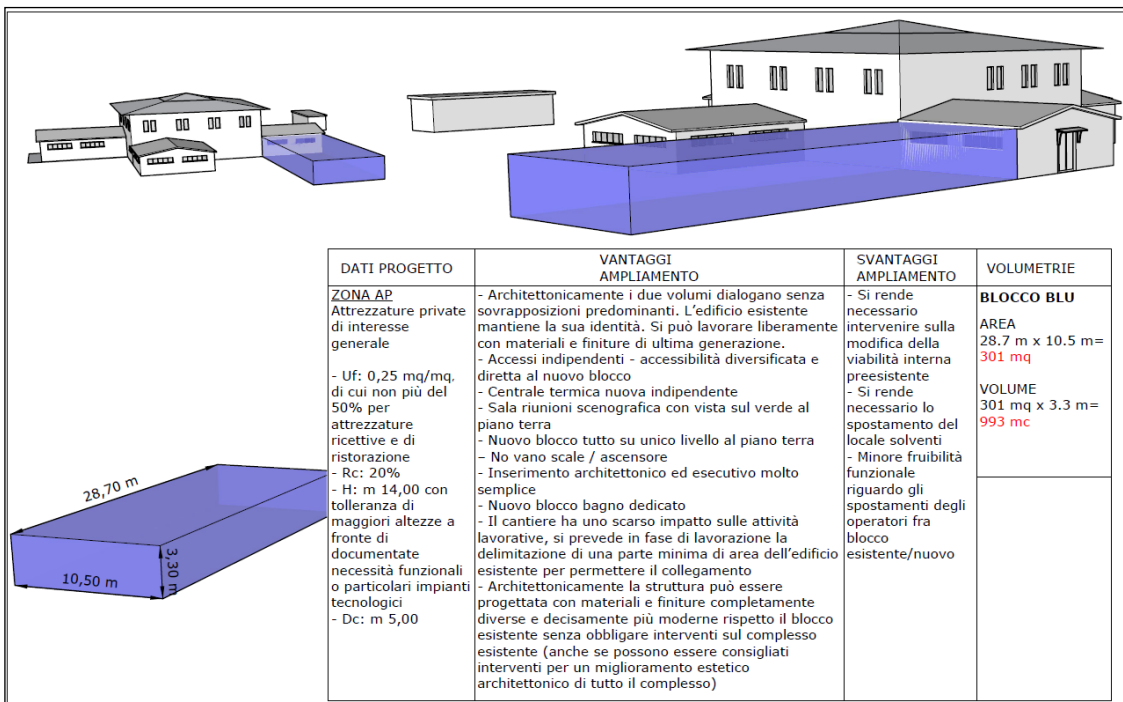 DATI PROGETTO
VANTAGGI
AMPLIAMENTO
SVANTAGGI
AMPLIAMENTO
VOLUMETRIE
ZONA AP
Attrezzature private
di interesse
generale
- Uf: 0,25 mq/mq.
di cui non più del
50% per
attrezzature
ricettive e di
ristorazione
- Rc: 20%
- H: m 14,00 con
tolleranza di
maggiori altezze a
fronte di
documentate
necessità funzionali
o particolari impianti
tecnologici
- Dc: m 5,00
- Architettonicamente i due volumi dialogano senza
sovrapposizioni predominanti. L'edificio esistente
mantiene la sua identità. Si può lavorare liberamente
con materiali e finiture di ultima generazione.
- Accessi indipendenti - accessibilità diversificata e
diretta al nuovo blocco
- Centrale termica nuova indipendente
- Sala riunioni scenografica con vista sul verde al
piano terra
- Nuovo blocco tutto su unico livello al piano terra
– No vano scale / ascensore
- Inserimento architettonico ed esecutivo molto
semplice
- Nuovo blocco bagno dedicato
- Il cantiere ha uno scarso impatto sulle attività
lavorative, si prevede in fase di lavorazione la
delimitazione di una parte minima di area dell'edificio
esistente per permettere il collegamento
- Architettonicamente la struttura può essere
progettata con materiali e finiture completamente
diverse e decisamente più moderne rispetto il blocco
esistente senza obbligare interventi sul complesso
esistente (anche se possono essere consigliati
interventi per un miglioramento estetico
architettonico di tutto il complesso)
- Si rende
necessario
intervenire sulla
modifica della
viabilità interna
preesistente
- Si rende
necessario lo
spostamento del
locale solventi
- Minore fruibilità
funzionale
riguardo gli
spostamenti degli
operatori fra
blocco
esistente/nuovo
BLOCCO BLU
AREA
28.7 m x 10.5 m=
301 mq
VOLUME
301 mq x 3.3 m=
993 mc
28,70 m
10,50 m
3,30 m